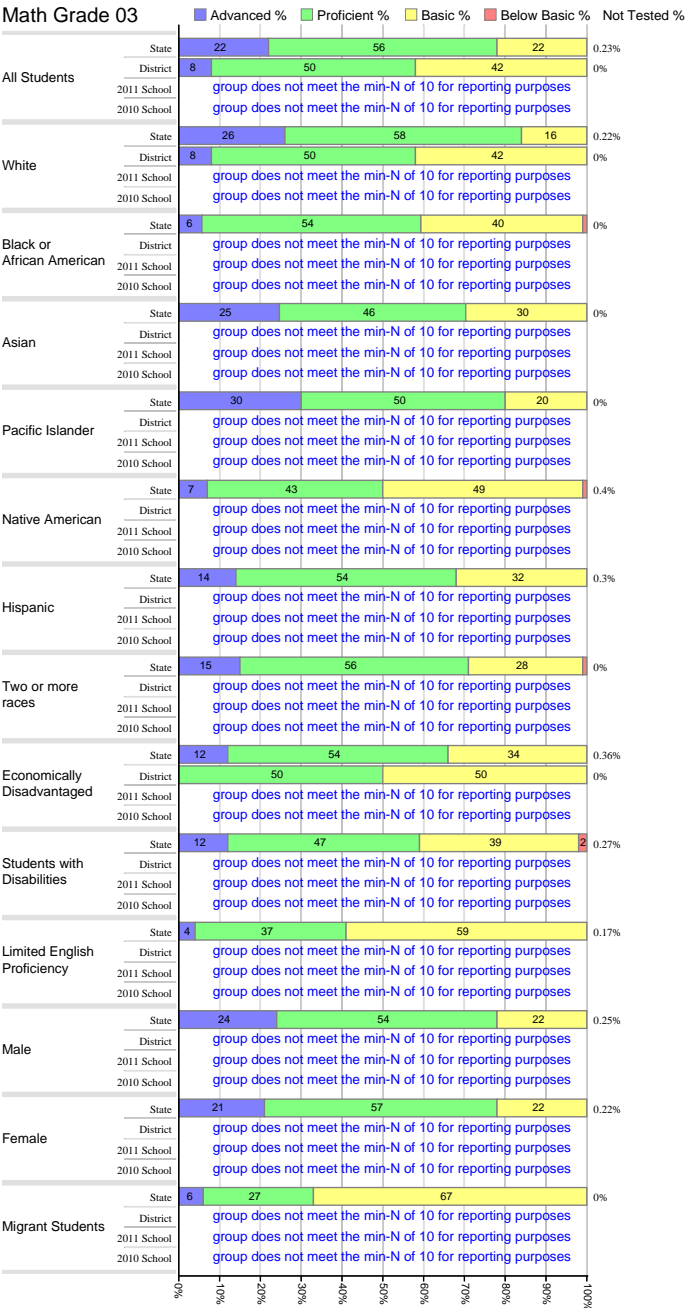 Math Grade 03 Advanced % Proficient % Basic % Below Basic % Not Tested %
All Students
State 22 56 22 0.23%
District 8 50 42 0%
2011 School group does not meet the min-N of 10 for reporting purposes
2010 School group does not meet the min-N of 10 for reporting purposes
White
State 26 58 16 0.22%
District 8 50 42 0%
2011 School group does not meet the min-N of 10 for reporting purposes
2010 School group does not meet the min-N of 10 for reporting purposes
Black or
African American
State 6 54 40 0%
District group does not meet the min-N of 10 for reporting purposes
2011 School group does not meet the min-N of 10 for reporting purposes
2010 School group does not meet the min-N of 10 for reporting purposes
Asian
State 25 46 30 0%
District group does not meet the min-N of 10 for reporting purposes
2011 School group does not meet the min-N of 10 for reporting purposes
2010 School group does not meet the min-N of 10 for reporting purposes
Pacific Islander
State 30 50 20 0%
District group does not meet the min-N of 10 for reporting purposes
2011 School group does not meet the min-N of 10 for reporting purposes
2010 School group does not meet the min-N of 10 for reporting purposes
Native American
State 7 43 49 0.4%
District group does not meet the min-N of 10 for reporting purposes
2011 School group does not meet the min-N of 10 for reporting purposes
2010 School group does not meet the min-N of 10 for reporting purposes
Hispanic
State 14 54 32 0.3%
District group does not meet the min-N of 10 for reporting purposes
2011 School group does not meet the min-N of 10 for reporting purposes
2010 School group does not meet the min-N of 10 for reporting purposes
Two or more
races
State 15 56 28 0%
District group does not meet the min-N of 10 for reporting purposes
2011 School group does not meet the min-N of 10 for reporting purposes
2010 School group does not meet the min-N of 10 for reporting purposes
Economically
Disadvantaged
State 12 54 34 0.36%
District 50 50 0%
2011 School group does not meet the min-N of 10 for reporting purposes
2010 School group does not meet the min-N of 10 for reporting purposes
Students with
Disabilities
State 12 47 39 2 0.27%
District group does not meet the min-N of 10 for reporting purposes
2011 School group does not meet the min-N of 10 for reporting purposes
2010 School group does not meet the min-N of 10 for reporting purposes
Limited English
Proficiency
State 4 37 59 0.17%
District group does not meet the min-N of 10 for reporting purposes
2011 School group does not meet the min-N of 10 for reporting purposes
2010 School group does not meet the min-N of 10 for reporting purposes
Male
State 24 54 22 0.25%
District group does not meet the min-N of 10 for reporting purposes
2011 School group does not meet the min-N of 10 for reporting purposes
2010 School group does not meet the min-N of 10 for reporting purposes
Female
State 21 57 22 0.22%
District group does not meet the min-N of 10 for reporting purposes
2011 School group does not meet the min-N of 10 for reporting purposes
2010 School group does not meet the min-N of 10 for reporting purposes
Migrant Students
State 6 27 67 0%
District group does not meet the min-N of 10 for reporting purposes
2011 School group does not meet the min-N of 10 for reporting purposes
2010 School group does not meet the min-N of 10 for reporting purposes
0% 10% 20% 30% 40% 50% 60% 70% 80% 90% 100%